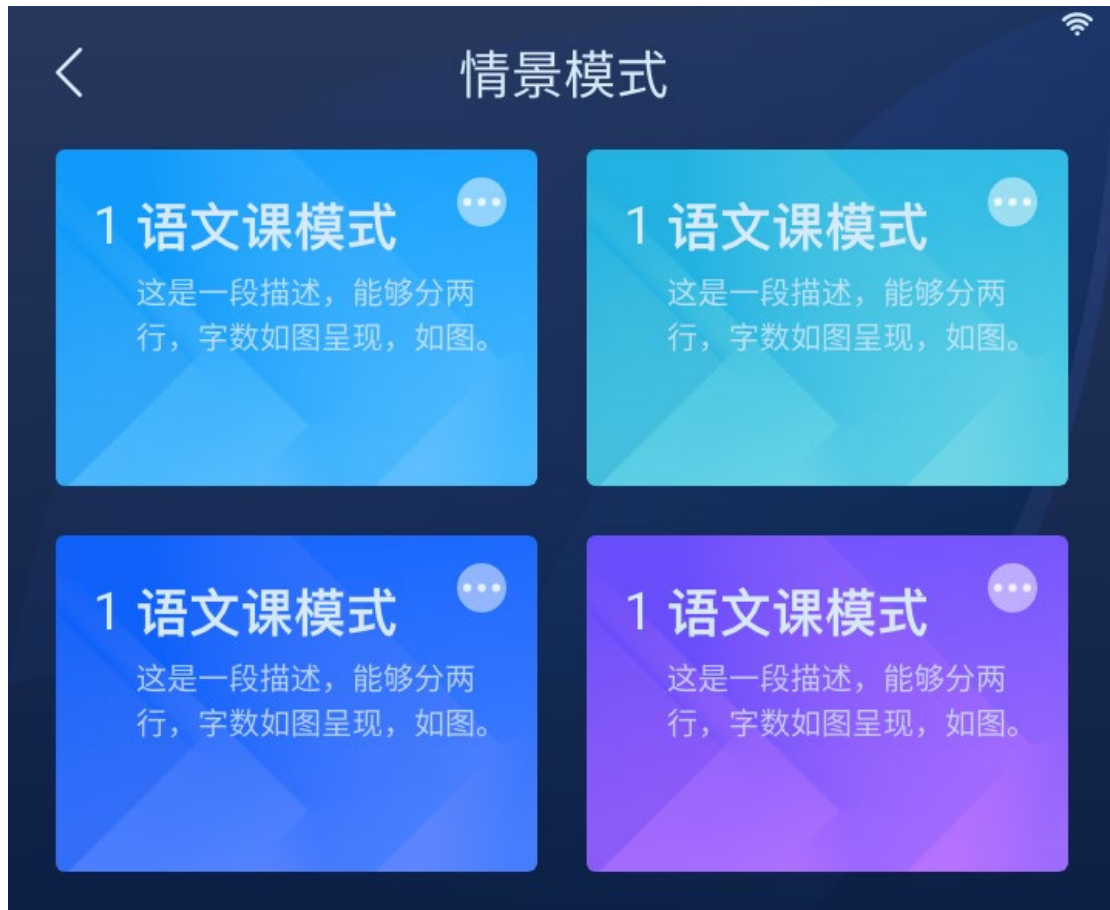 情景模式
1 语文课模式
这是一段描述，能够分两
行，字数如图呈现，如图。
1 语文课模式
这是一段描述，能够分两
行，字数如图呈现，如图。
1 语文课模式
这是一段描述，能够分两
行，字数如图呈现，如图。
1 语文课模式
这是一段描述，能够分两
行，字数如图呈现，如图。